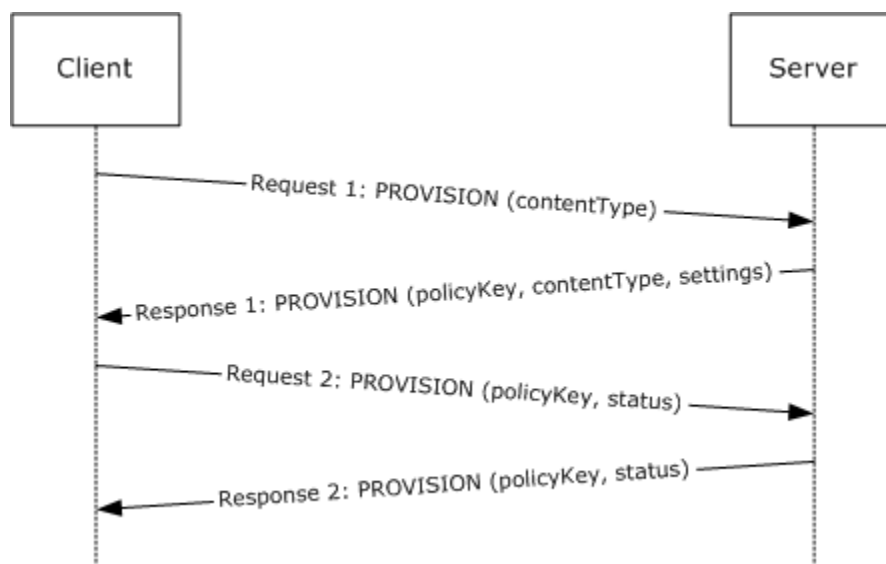 Client
Server
Request 1: PROVISION (contentType)
Response 1: PROVISION (policyKey, contentType, settings)
Request 2: PROVISION (policyKey, status)
Response 2: PROVISION (policyKey, status)